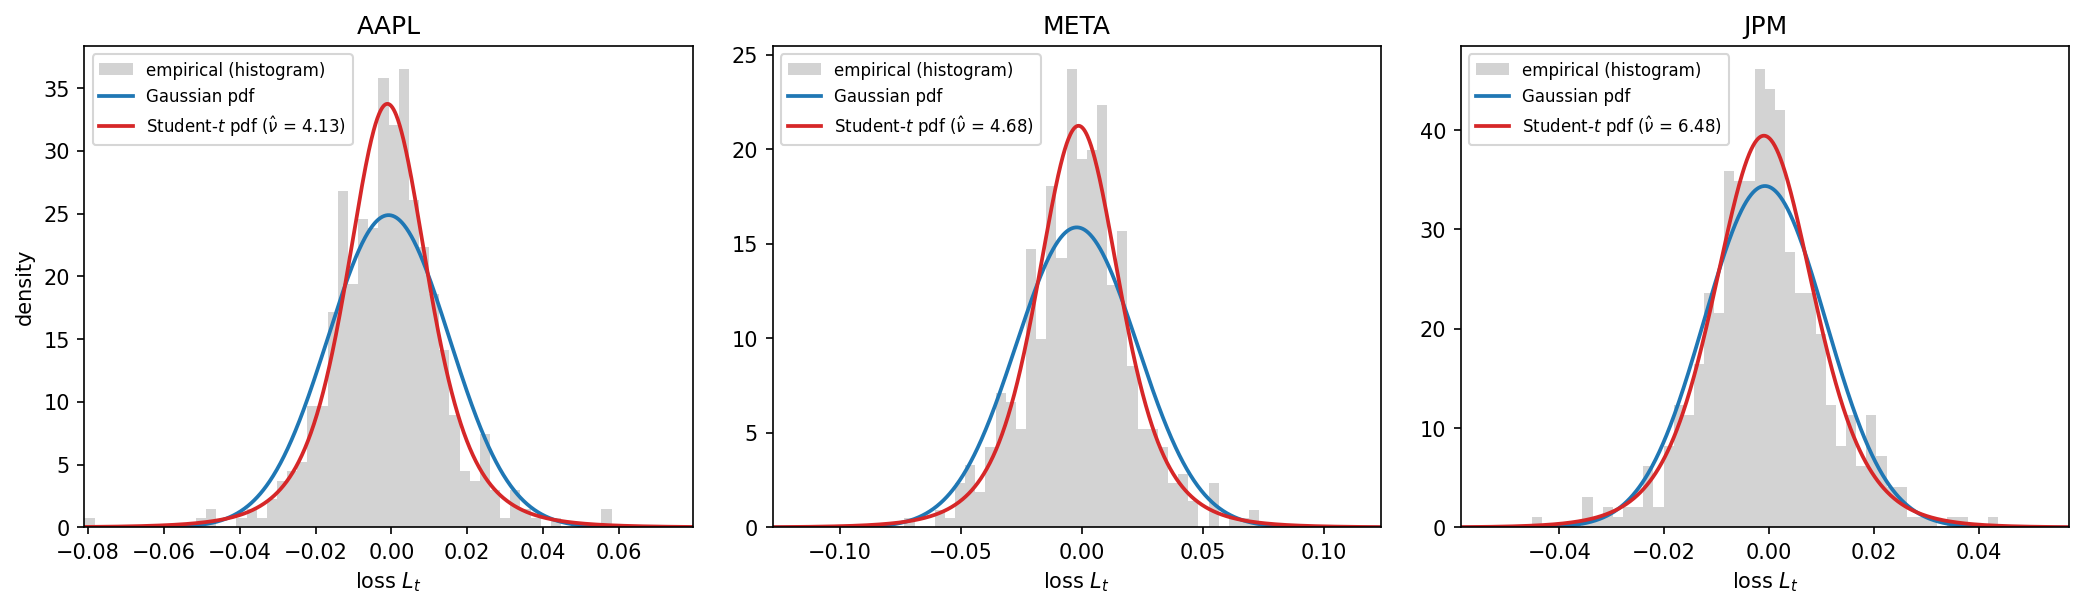 AAPL
empirical (histogram)
Gaussian pdf
Student-t pdf (ν̂ = 4.13)
density
35
30
25
20
15
10
5
0
−0.08 −0.06 −0.04 −0.02 0.00 0.02 0.04 0.06
loss Lₜ
META
empirical (histogram)
Gaussian pdf
Student-t pdf (ν̂ = 4.68)
25
20
15
10
5
0
−0.10 −0.05 0.00 0.05 0.10
loss Lₜ
JPM
empirical (histogram)
Gaussian pdf
Student-t pdf (ν̂ = 6.48)
40
30
20
10
0
−0.04 −0.02 0.00 0.02 0.04
loss Lₜ